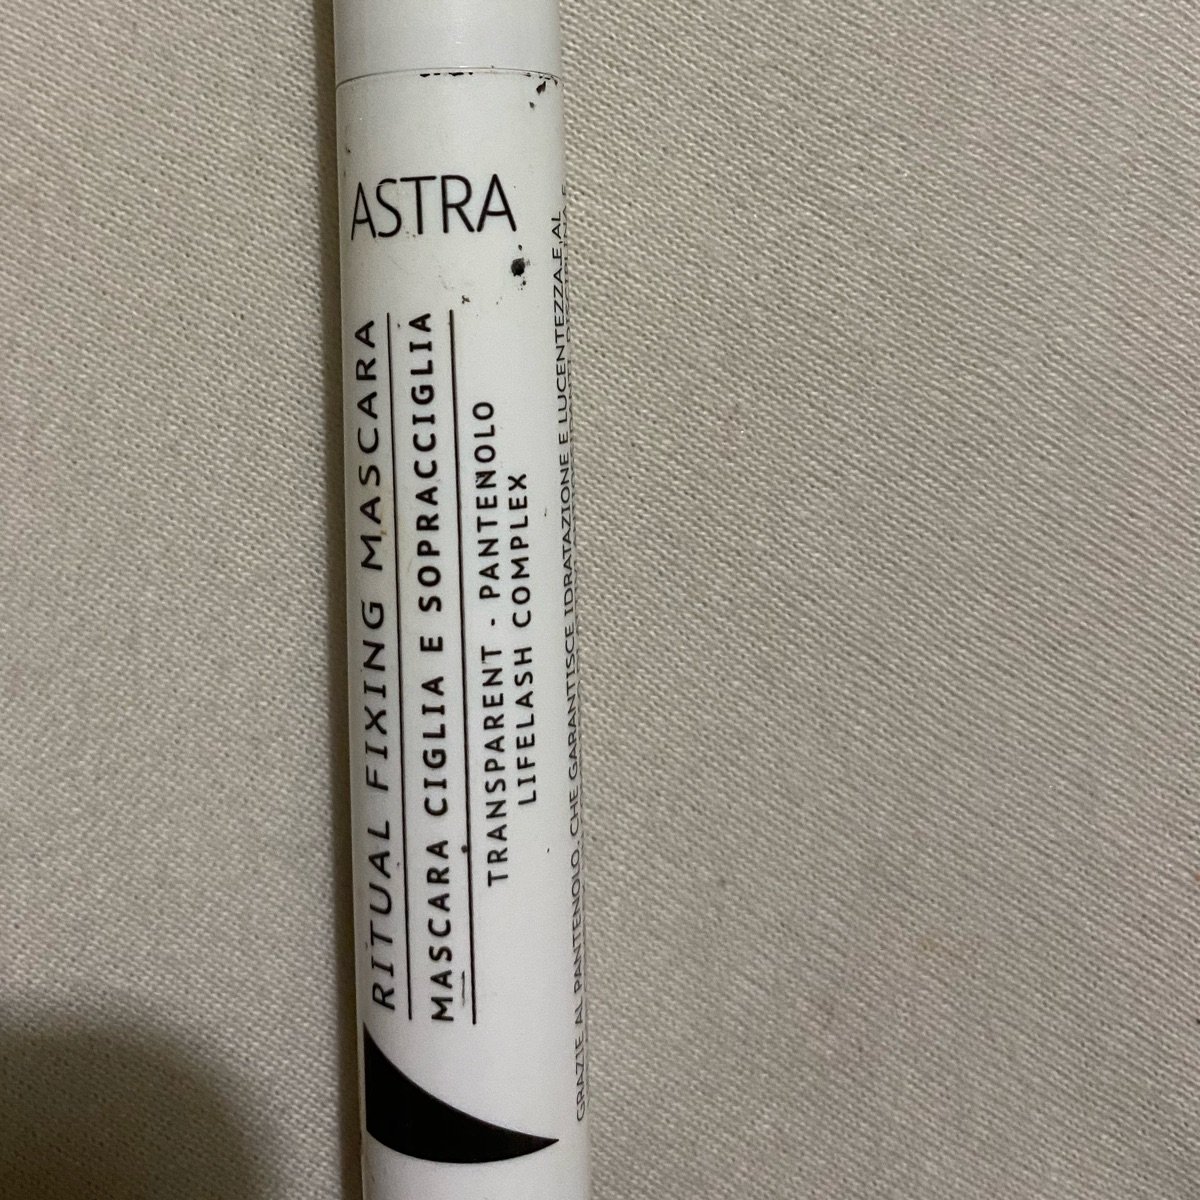 ASTRA
RITUAL FIXING MASCARA
MASCARA CIGLIA E SOPRACCIGLIA
TRANSPARENT - PANTENOLO
LIFELASH COMPLEX
GRAZIE AL PANTENOLO, CHE GARANTISCE IDRATAZIONE E LUCENTEZZA, E AL